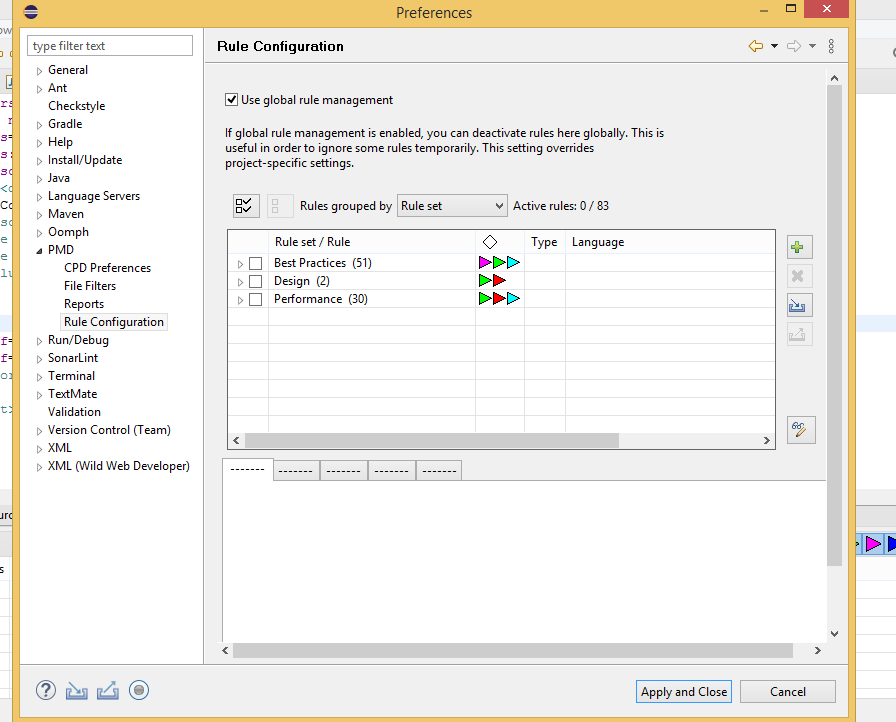 Preferences
type filter text
General
Ant
Checkstyle
Gradle
Help
Install/Update
Java
Language Servers
Maven
Oomph
PMD
CPD Preferences
File Filters
Reports
Rule Configuration
Run/Debug
SonarLint
Terminal
TextMate
Validation
Version Control (Team)
XML
XML (Wild Web Developer)
Rule Configuration
Use global rule management
If global rule management is enabled, you can deactivate rules here globally. This is
useful in order to ignore some rules temporarily. This setting overrides
project-specific settings.
Rules grouped by Rule set Active rules: 0 / 83
Rule set / Rule Type Language
Best Practices (51)
Design (2)
Performance (30)
------- ------- ------- ------- -------
Apply and Close Cancel